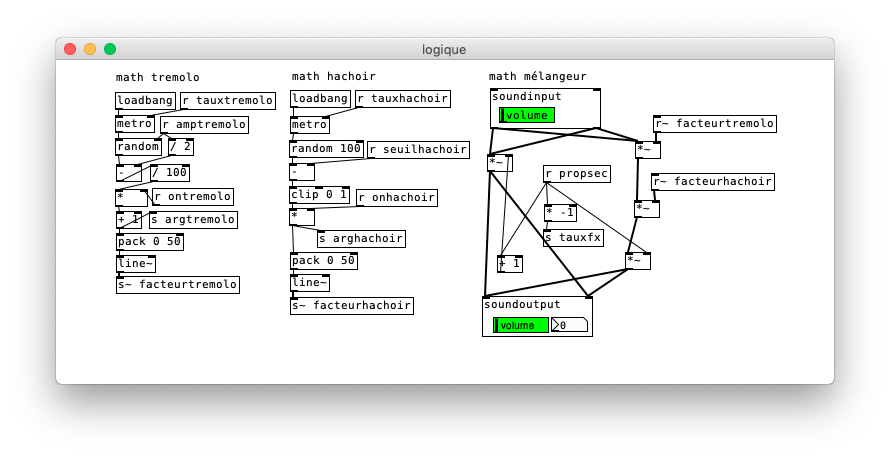 logique
math tremolo
loadbang
r tauxtremolo
metro
r amptremolo
random
/ 2
-
/ 100
*
r ontremolo
+ 1
s argtremolo
pack 0 50
line~
s~ facteurtremolo
math hachoir
loadbang
r tauxhachoir
metro
random 100
r seuilhachoir
-
clip 0 1
r onhachoir
*
s arghachoir
pack 0 50
line~
s~ facteurhachoir
math mélangeur
soundinput
volume
r~ facteurtremolo
*~
*~
r propsec
r~ facteurhachoir
* -1
*~
s tauxfx
+ 1
*~
soundoutput
volume
0